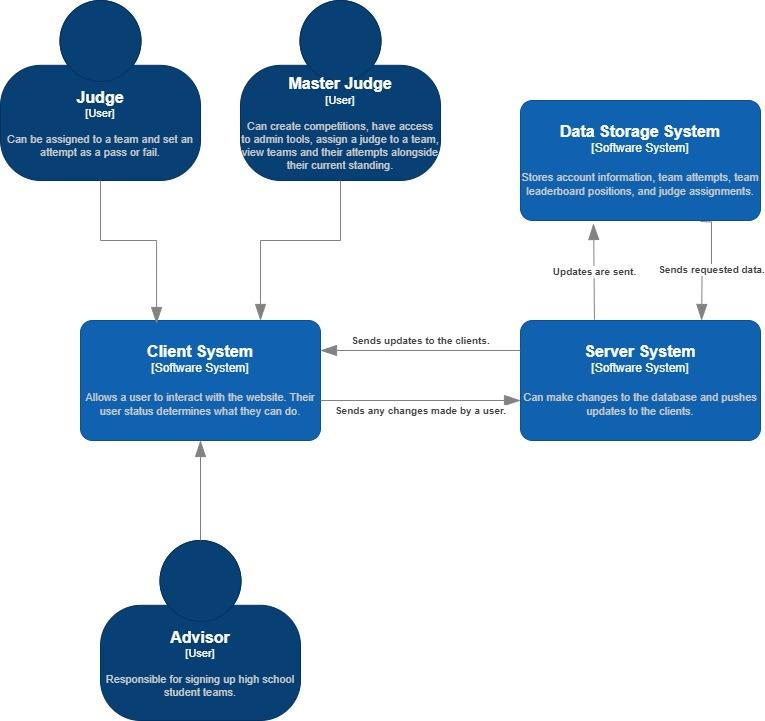 Judge
[User]
Can be assigned to a team and set an
attempt as a pass or fail.
Master Judge
[User]
Can create competitions, have access
to admin tools, assign a judge to a team,
view teams and their attempts alongside
their current standing.
Data Storage System
[Software System]
Stores account information, team attempts, team
leaderboard positions, and judge assignments.
Updates are sent.
Sends requested data.
Client System
[Software System]
Allows a user to interact with the website. Their
user status determines what they can do.
Sends updates to the clients.
Sends any changes made by a user.
Server System
[Software System]
Can make changes to the database and pushes
updates to the clients.
Advisor
[User]
Responsible for signing up high school
student teams.